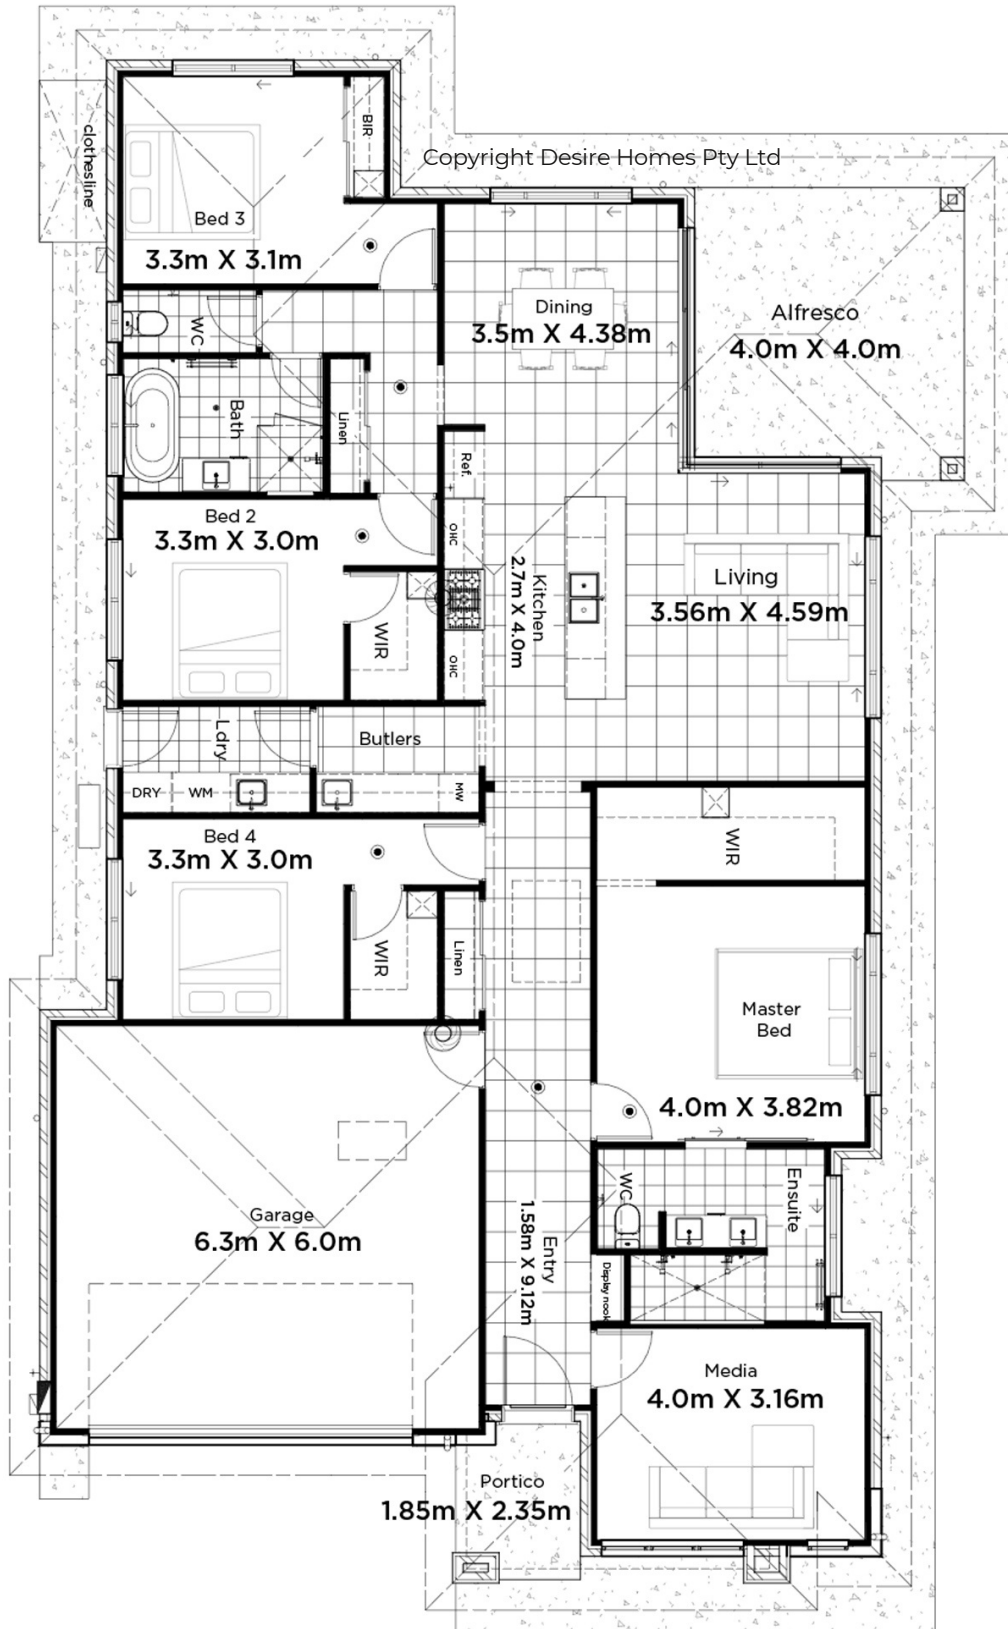 BIR
clothesline
Copyright Desire Homes Pty Ltd
Bed 3
3.3m X 3.1m
Dining
3.5m X 4.38m
Alfresco
4.0m X 4.0m
WC
Bath
Linen
Ref.
Bed 2
3.3m X 3.0m
OHC
Kitchen
2.7m X 4.0m
Living
3.56m X 4.59m
WIR
OHC
Ldry
Butlers
DRY
WM
MW
Bed 4
3.3m X 3.0m
WIR
WIR
Linen
Master
Bed
4.0m X 3.82m
Garage
6.3m X 6.0m
Entry
1.58m X 9.12m
WC
Ensuite
Display nook
Media
4.0m X 3.16m
Portico
1.85m X 2.35m